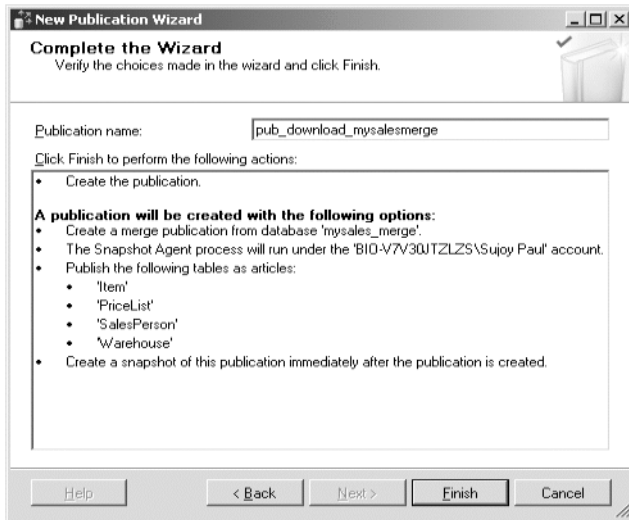 New Publication Wizard
Complete the Wizard
Verify the choices made in the wizard and click Finish.
Publication name:
pub_download_mysalesmerge
Click Finish to perform the following actions:
• Create the publication.
A publication will be created with the following options:
• Create a merge publication from database 'mysales_merge'.
• The Snapshot Agent process will run under the 'BIO-V7V30JTZLZS\Sujoy Paul' account.
• Publish the following tables as articles:
• 'Item'
• 'PriceList'
• 'SalesPerson'
• 'Warehouse'
• Create a snapshot of this publication immediately after the publication is created.
Help
< Back
Next >
Finish
Cancel